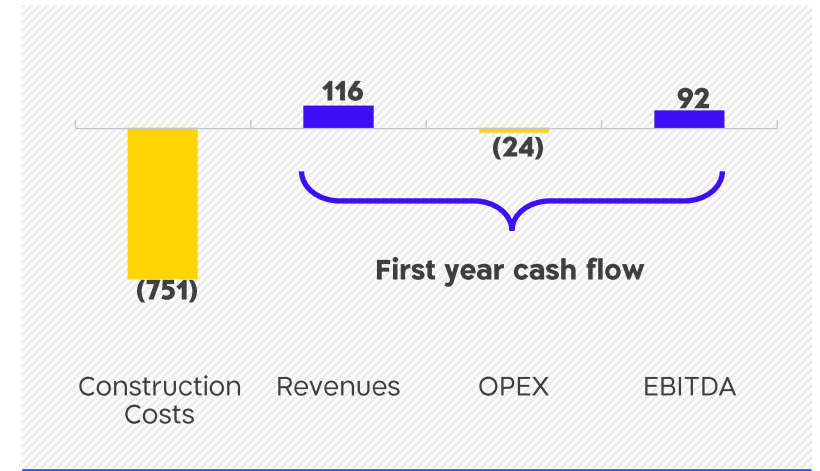 116
92
(24)
(751)
First year cash flow
Construction
Costs
Revenues
OPEX
EBITDA